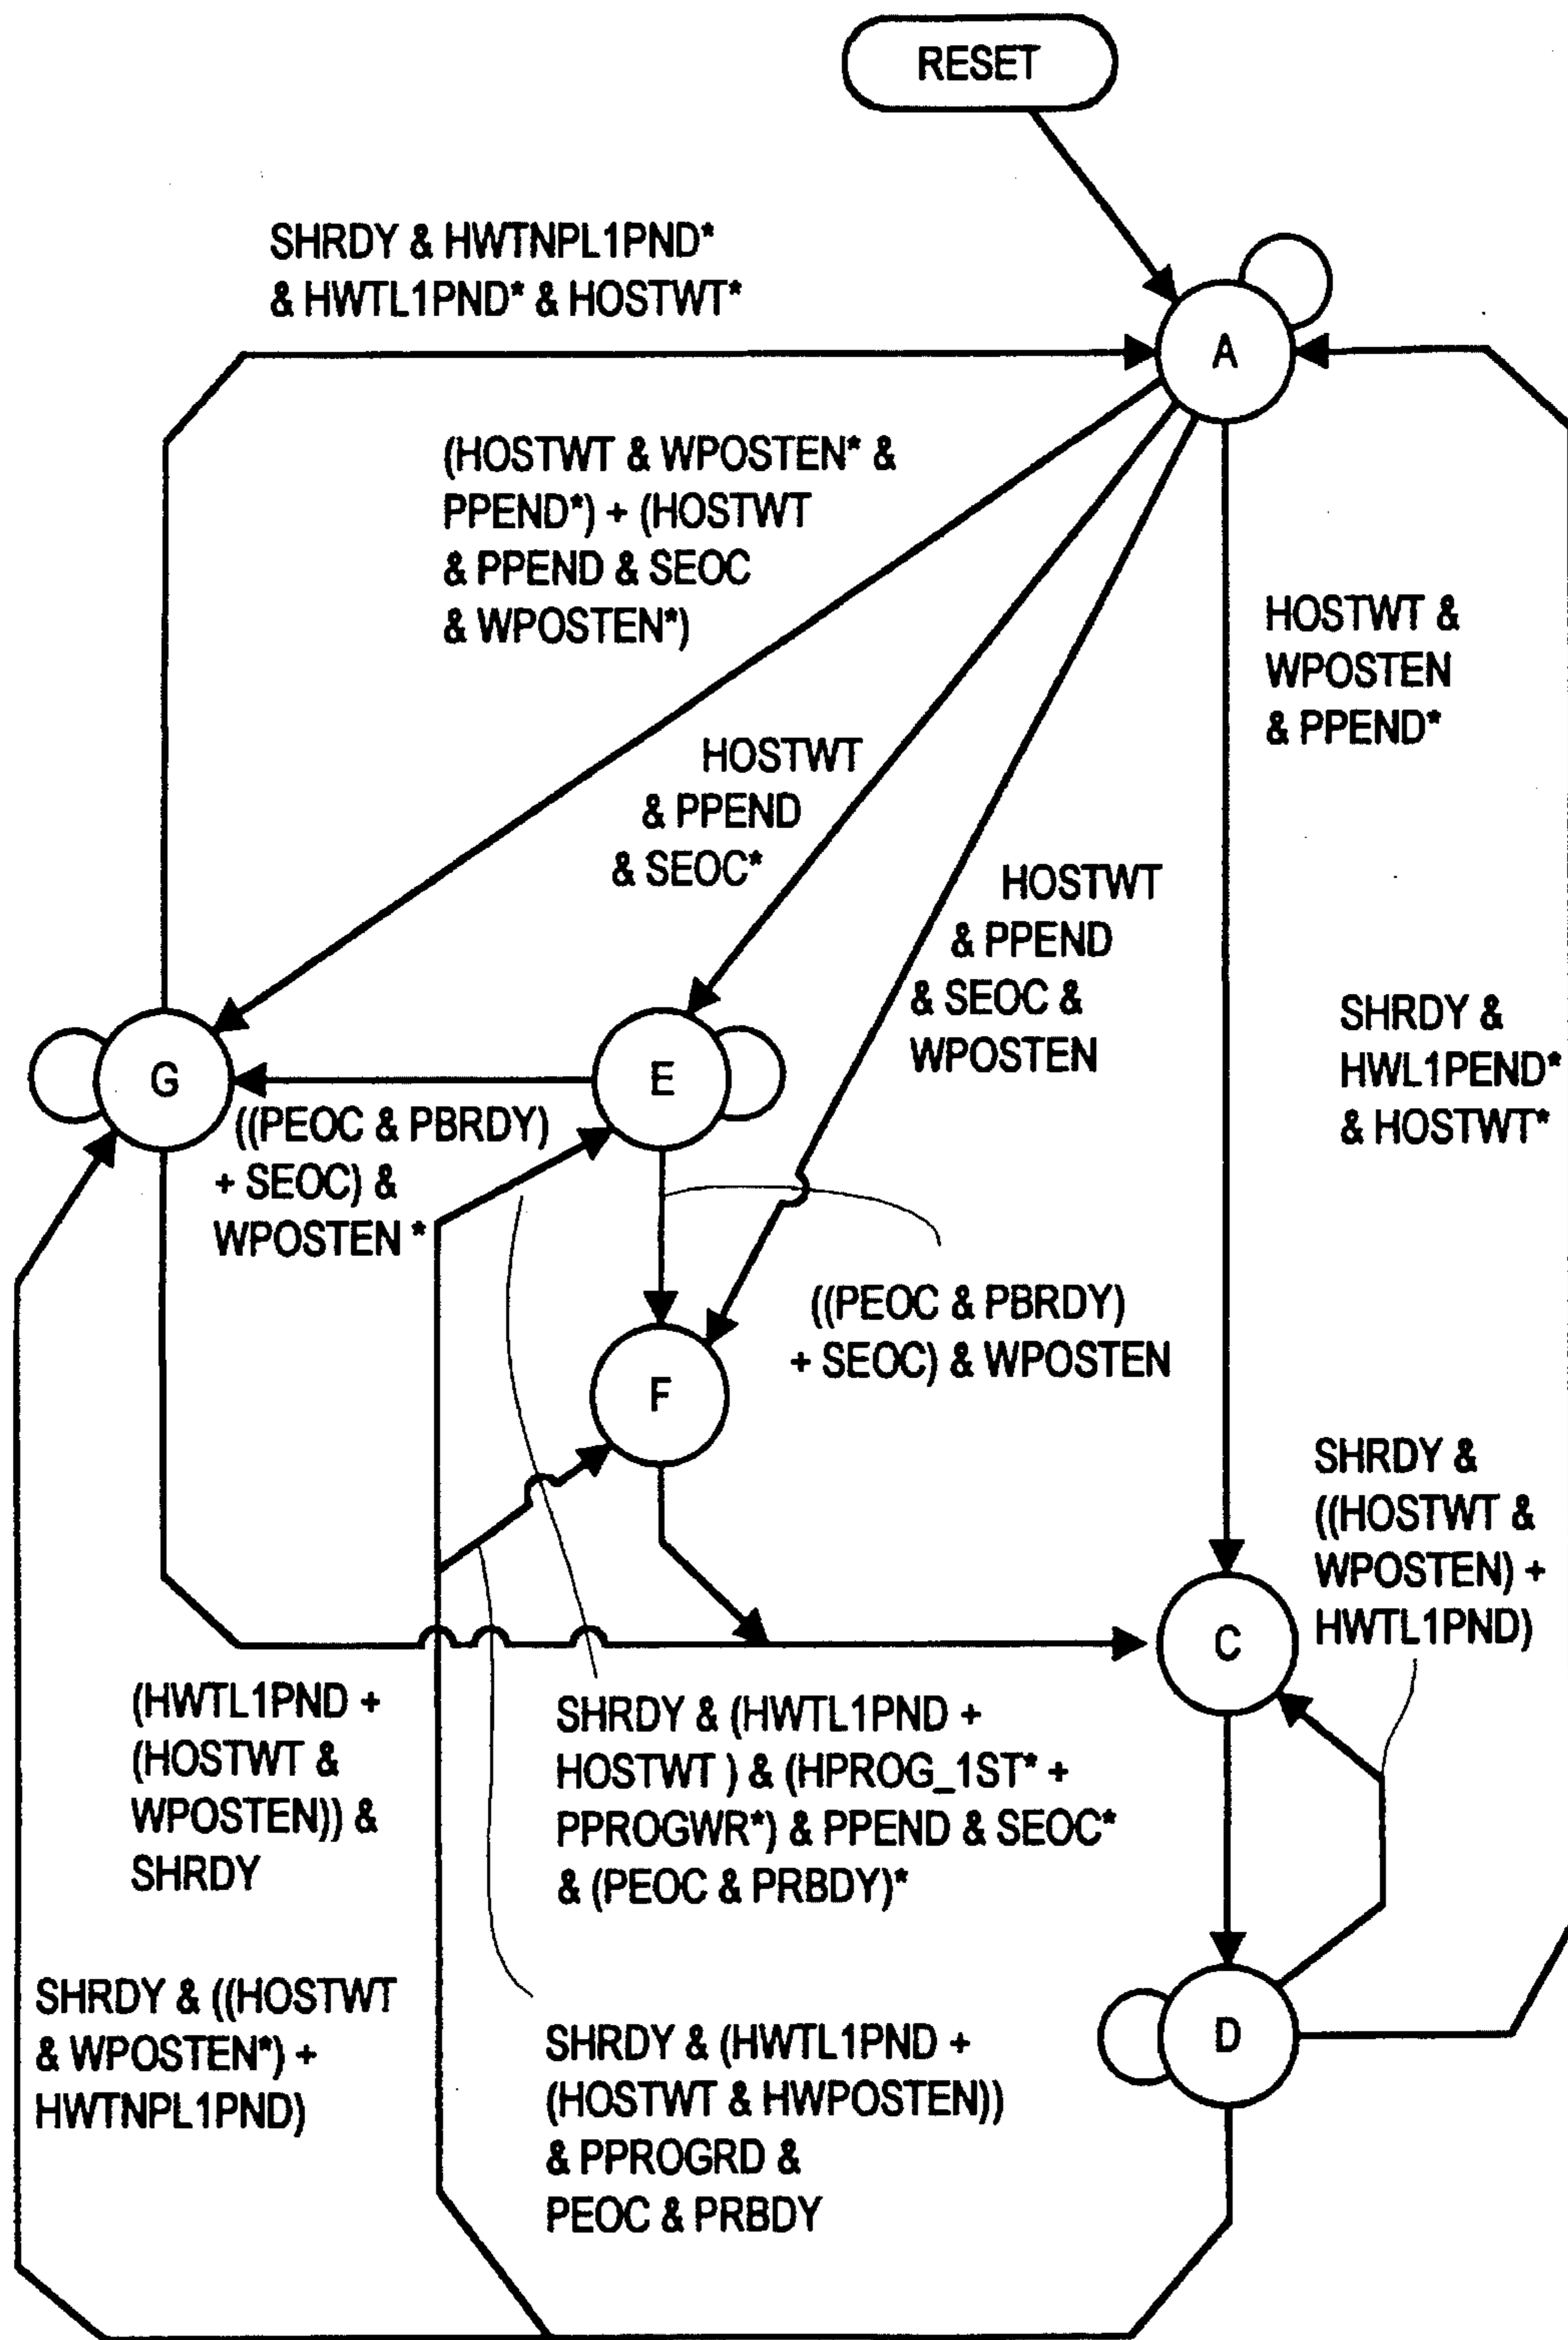 RESET
SHRDY & HWTNPL1PND*
& HWTL1PND* & HOSTWT*
A
(HOSTWT & WPOSTEN* &
PPEND*) + (HOSTWT
& PPEND & SEOC
& WPOSTEN*)
HOSTWT &
WPOSTEN
& PPEND*
HOSTWT
& PPEND
& SEOC*
HOSTWT
& PPEND
& SEOC &
WPOSTEN
SHRDY &
HWL1PEND*
& HOSTWT*
G
E
((PEOC & PBRDY)
+ SEOC) &
WPOSTEN *
((PEOC & PBRDY)
+ SEOC) & WPOSTEN
F
SHRDY &
((HOSTWT &
WPOSTEN) +
HWTL1PND)
C
(HWTL1PND +
(HOSTWT &
WPOSTEN)) &
SHRDY
SHRDY & (HWTL1PND +
HOSTWT ) & (HPROG_1ST* +
PPROGWR*) & PPEND & SEOC*
& (PEOC & PRBDY)*
SHRDY & ((HOSTWT
& WPOSTEN*) +
HWTNPL1PND)
SHRDY & (HWTL1PND +
(HOSTWT & HWPOSTEN))
& PPROGRD &
PEOC & PRBDY
D